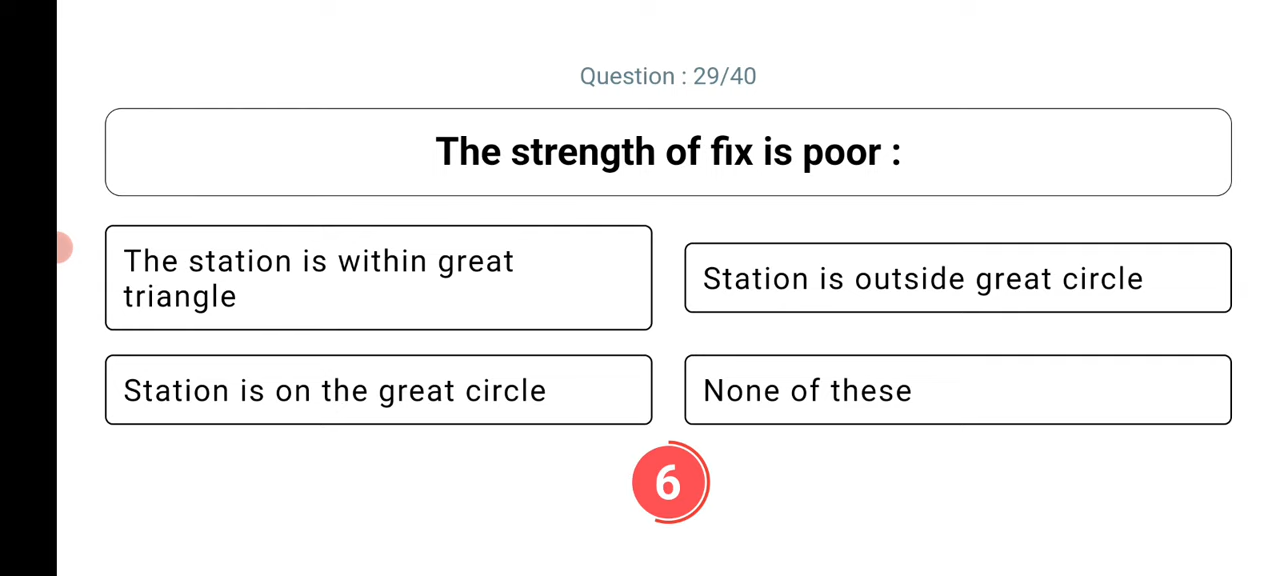 Question : 29/40
The strength of fix is poor :
The station is within great
triangle
Station is outside great circle
Station is on the great circle
None of these
6